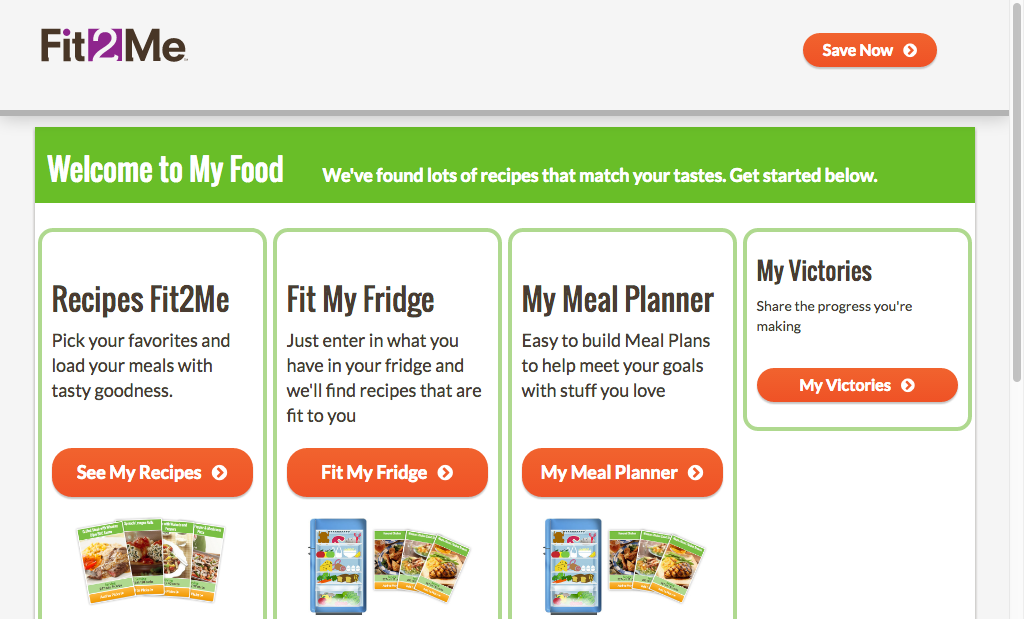 Fit2Me
Save Now
Welcome to My Food
We've found lots of recipes that match your tastes. Get started below.
Recipes Fit2Me
Pick your favorites and
load your meals with
tasty goodness.
See My Recipes
Fit My Fridge
Just enter in what you
have in your fridge and
we'll find recipes that are
fit to you
Fit My Fridge
My Meal Planner
Easy to build Meal Plans
to help meet your goals
with stuff you love
My Meal Planner
My Victories
Share the progress you're
making
My Victories